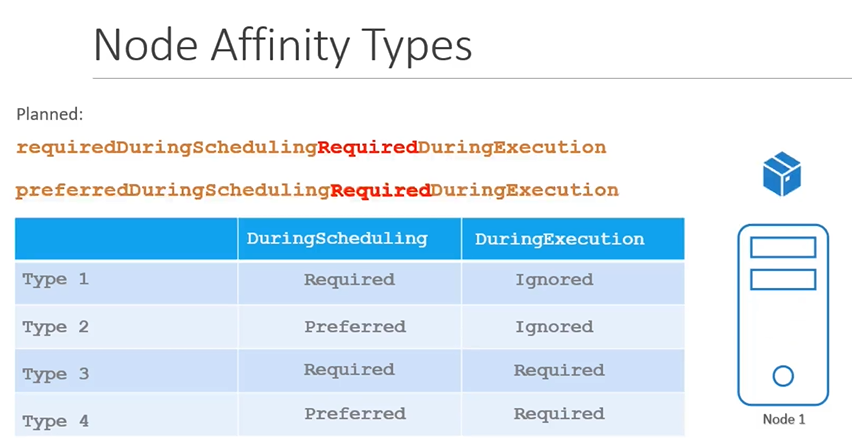 Node Affinity Types
Planned:
requiredDuringSchedulingRequiredDuringExecution
preferredDuringSchedulingRequiredDuringExecution
DuringScheduling DuringExecution
Type 1 Required Ignored
Type 2 Preferred Ignored
Type 3 Required Required
Type 4 Preferred Required
Node 1